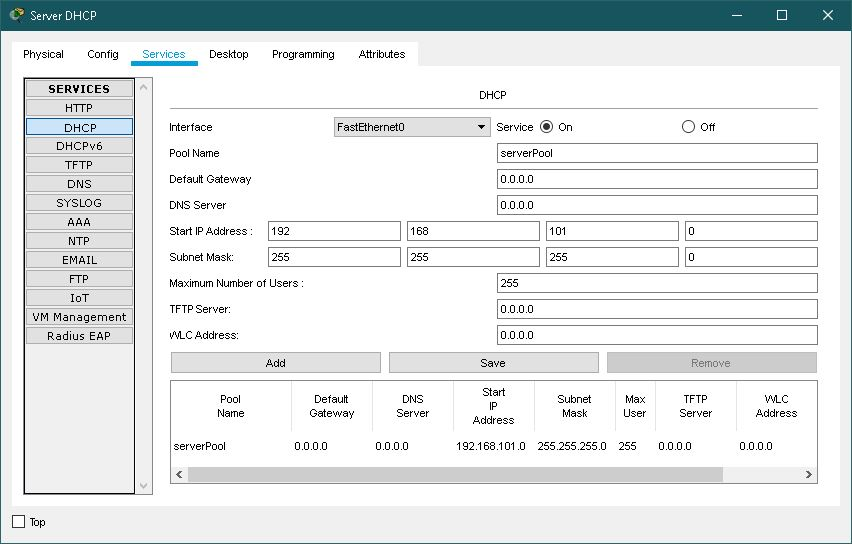 Server DHCP
Physical Config Services Desktop Programming Attributes
SERVICES
HTTP
DHCP
DHCPv6
TFTP
DNS
SYSLOG
AAA
NTP
EMAIL
FTP
IoT
VM Management
Radius EAP
DHCP
Interface FastEthernet0 Service On Off
Pool Name serverPool
Default Gateway 0.0.0.0
DNS Server 0.0.0.0
Start IP Address : 192 168 101 0
Subnet Mask: 255 255 255 0
Maximum Number of Users : 255
TFTP Server: 0.0.0.0
WLC Address: 0.0.0.0
Add Save Remove
Pool Name Default Gateway DNS Server Start IP Address Subnet Mask Max User TFTP Server WLC Address
serverPool 0.0.0.0 0.0.0.0 192.168.101.0 255.255.255.0 255 0.0.0.0 0.0.0.0
Top